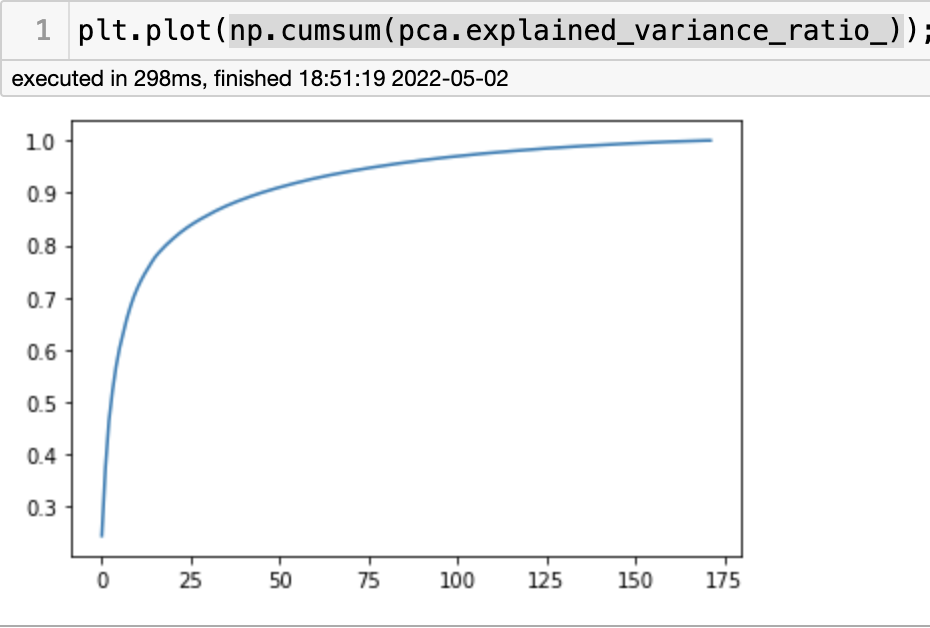 1 plt.plot(np.cumsum(pca.explained_variance_ratio_));
executed in 298ms, finished 18:51:19 2022-05-02
1.0
0.9
0.8
0.7
0.6
0.5
0.4
0.3
0 25 50 75 100 125 150 175